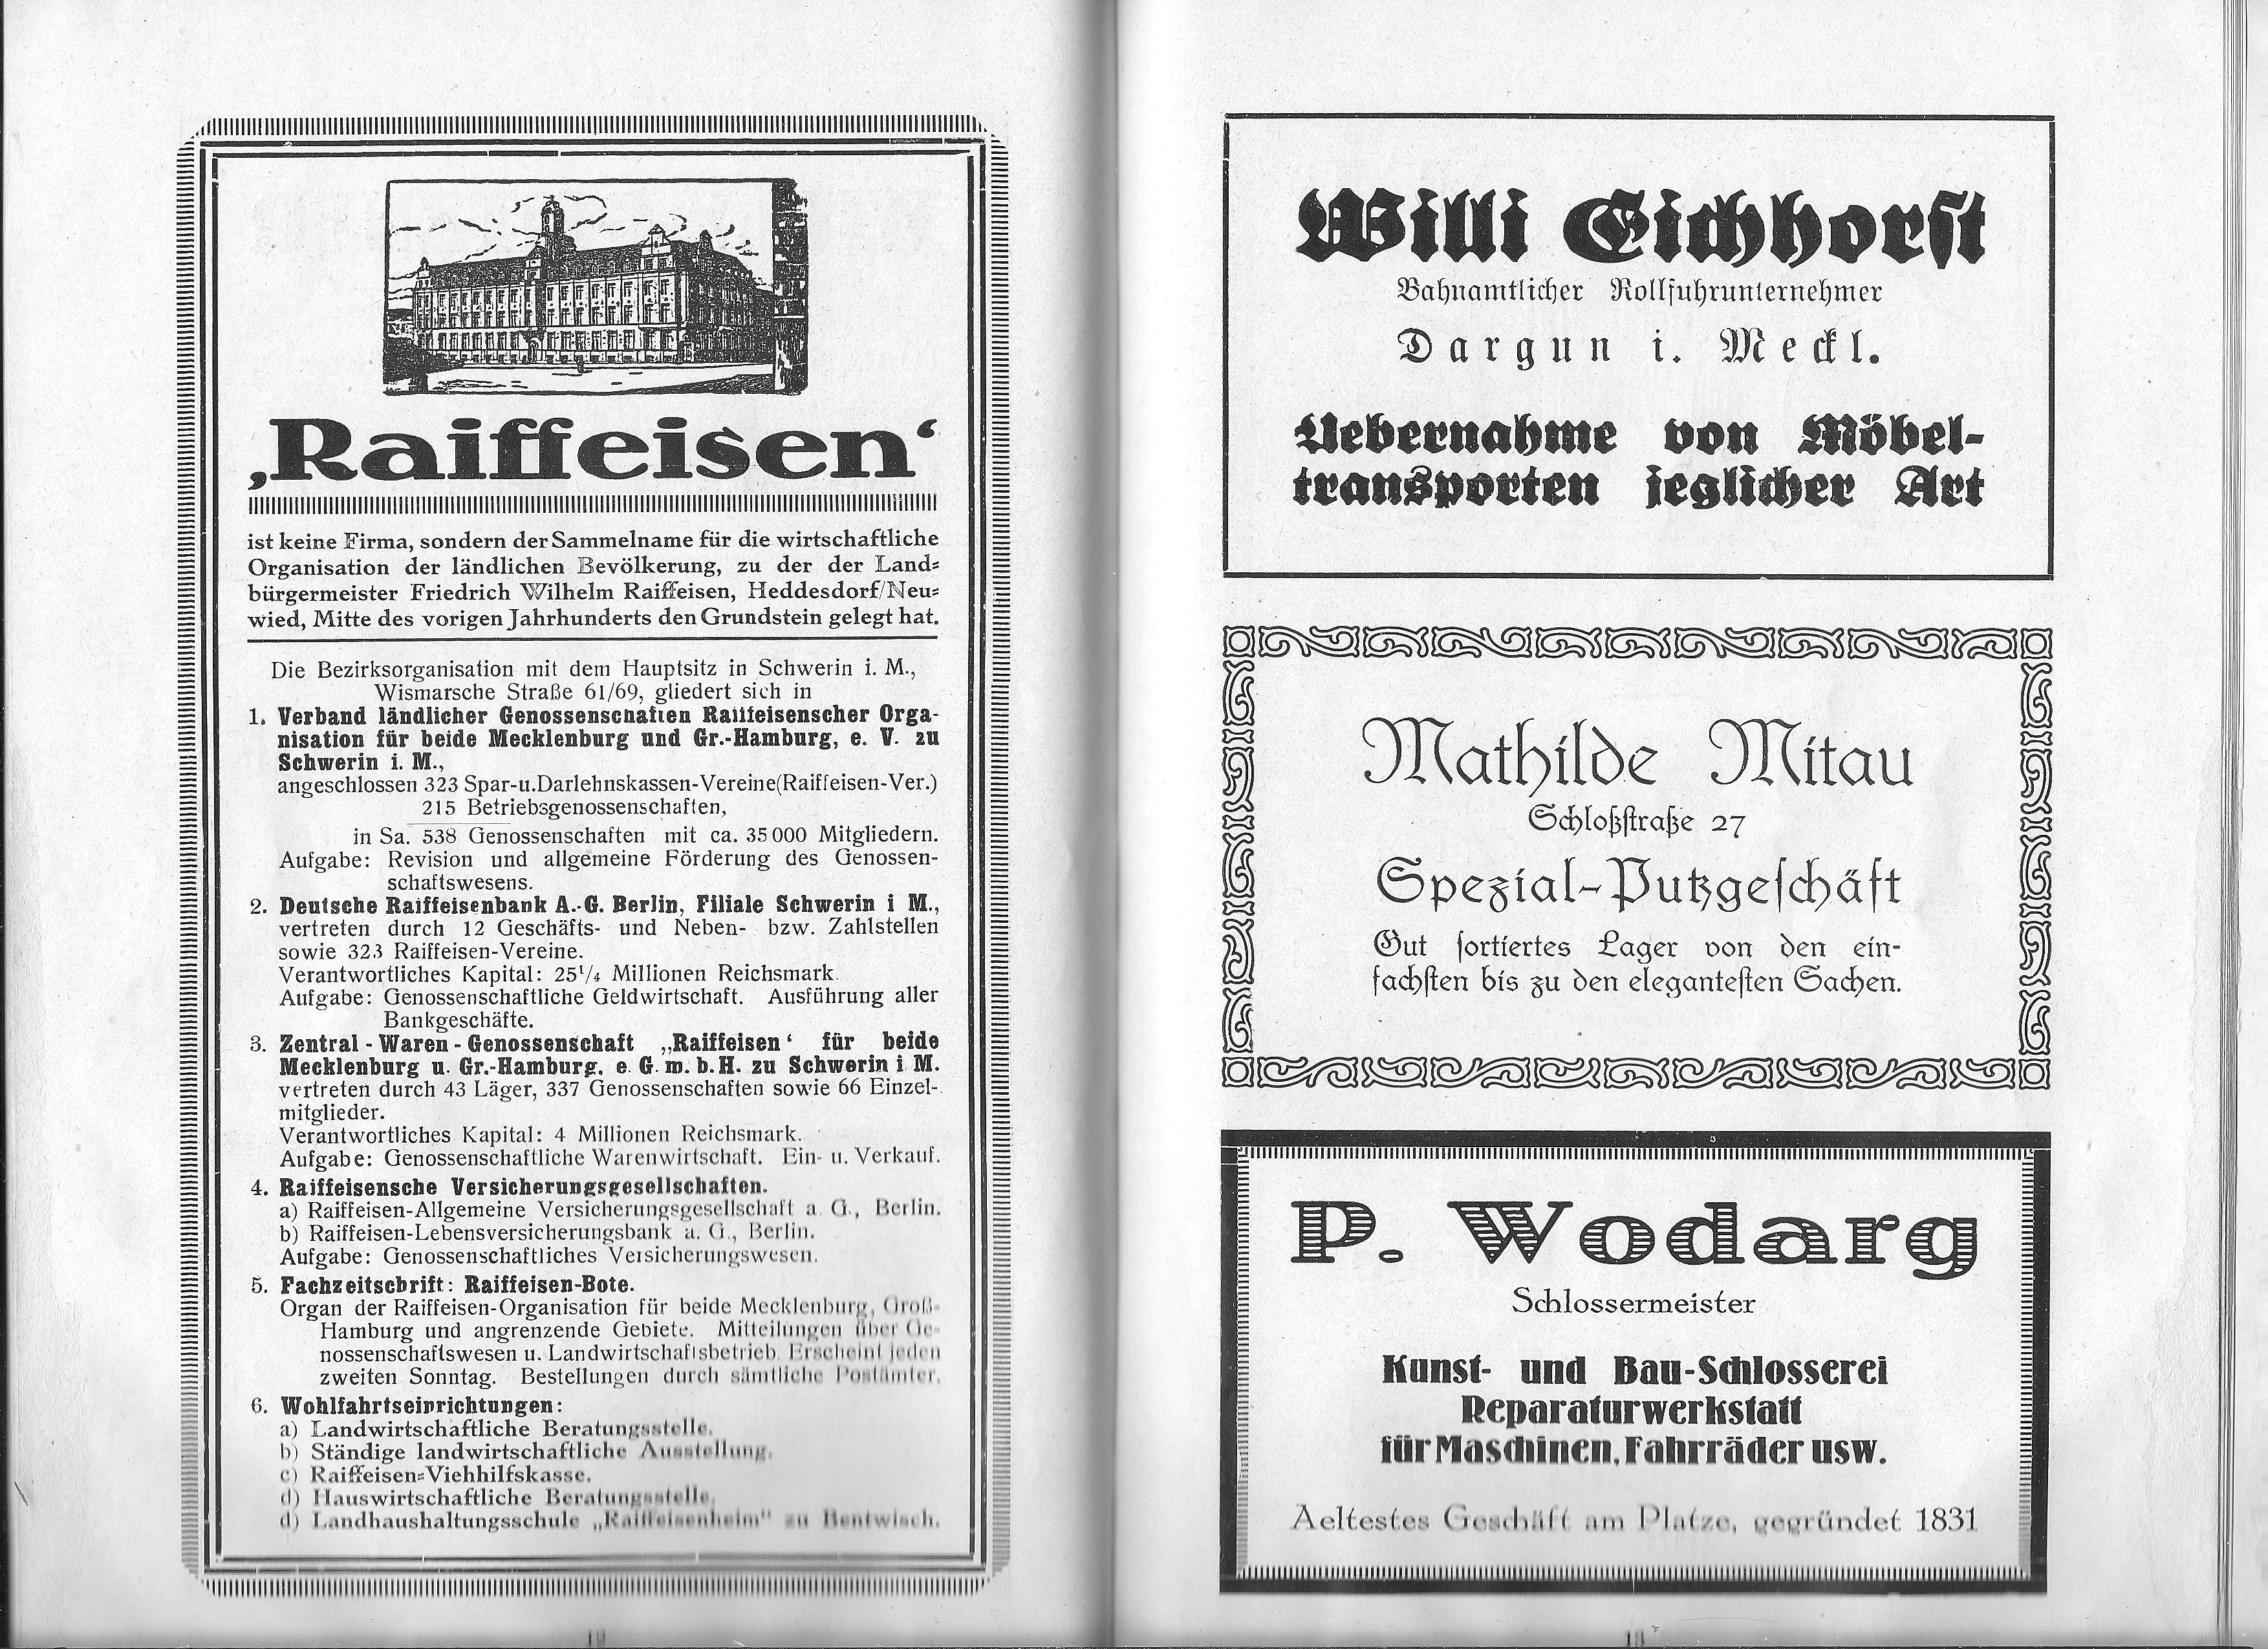 ‚Raiffeisen‘
ist keine Firma, sondern der Sammelname für die wirtschaftliche
Organisation der ländlichen Bevölkerung, zu der der Land-
bürgermeister Friedrich Wilhelm Raiffeisen, Heddesdorf/Neu-
wied, Mitte des vorigen Jahrhunderts den Grundstein gelegt hat.
Die Bezirksorganisation mit dem Hauptsitz in Schwerin i. M.,
Wismarsche Straße 61/69, gliedert sich in
1. Verband ländlicher Genossenschaften Raiffeisenscher Orga-
nisation für beide Mecklenburg und Gr.-Hamburg, e. V. zu
Schwerin i. M.,
angeschlossen 323 Spar-u.Darlehnskassen-Vereine(Raiffeisen-Ver.)
215 Betriebsgenossenschaften,
in Sa. 538 Genossenschaften mit ca. 35000 Mitgliedern.
Aufgabe: Revision und allgemeine Förderung des Genossen-
schaftswesens.
2. Deutsche Raiffeisenbank A.-G. Berlin, Filiale Schwerin i M.,
vertreten durch 12 Geschäfts- und Neben- bzw. Zahlstellen
sowie 323 Raiffeisen-Vereine.
Verantwortliches Kapital: 25¹/₄ Millionen Reichsmark.
Aufgabe: Genossenschaftliche Geldwirtschaft. Ausführung aller
Bankgeschäfte.
3. Zentral-Waren-Genossenschaft „Raiffeisen‘ für beide
Mecklenburg u. Gr.-Hamburg, e G. m. b. H. zu Schwerin i M.
vertreten durch 43 Läger, 337 Genossenschaften sowie 66 Einzel-
mitglieder.
Verantwortliches Kapital: 4 Millionen Reichsmark.
Aufgabe: Genossenschaftliche Warenwirtschaft. Ein- u. Verkauf.
4. Raiffeisensche Versicherungsgesellschaften.
a) Raiffeisen-Allgemeine Versicherungsgesellschaft a. G., Berlin.
b) Raiffeisen-Lebensversicherungsbank a. G., Berlin.
Aufgabe: Genossenschaftliches Versicherungswesen.
5. Fachzeitschrift: Raiffeisen-Bote.
Organ der Raiffeisen-Organisation für beide Mecklenburg, Groß-
Hamburg und angrenzende Gebiete. Mitteilungen über Ge-
nossenschaftswesen u. Landwirtschaftsbetrieb. Erscheint jeden
zweiten Sonntag. Bestellungen durch sämtliche Postämter.
6. Wohlfahrtseinrichtungen:
a) Landwirtschaftliche Beratungsstelle.
b) Ständige landwirtschaftliche Ausstellung.
c) Raiffeisen-Viehhilfskasse.
d) Hauswirtschaftliche Beratungsstelle.
d) Landhaushaltungsschule „Raiffeisenheim“ zu Bentwisch.
Willi Eichhorst
Bahnamtlicher Rollfuhrunternehmer
Dargun i. Meckl.
Uebernahme von Möbel-
transporten jeglicher Art
Mathilde Mitau
Schloßstraße 27
Spezial-Putzgeschäft
Gut sortiertes Lager von den ein-
fachsten bis zu den elegantesten Sachen.
P. Wodarg
Schlossermeister
Kunst- und Bau-Schlosserei
Reparaturwerkstatt
für Maschinen, Fahrräder usw.
Aeltestes Geschäft am Platze, gegründet 1831